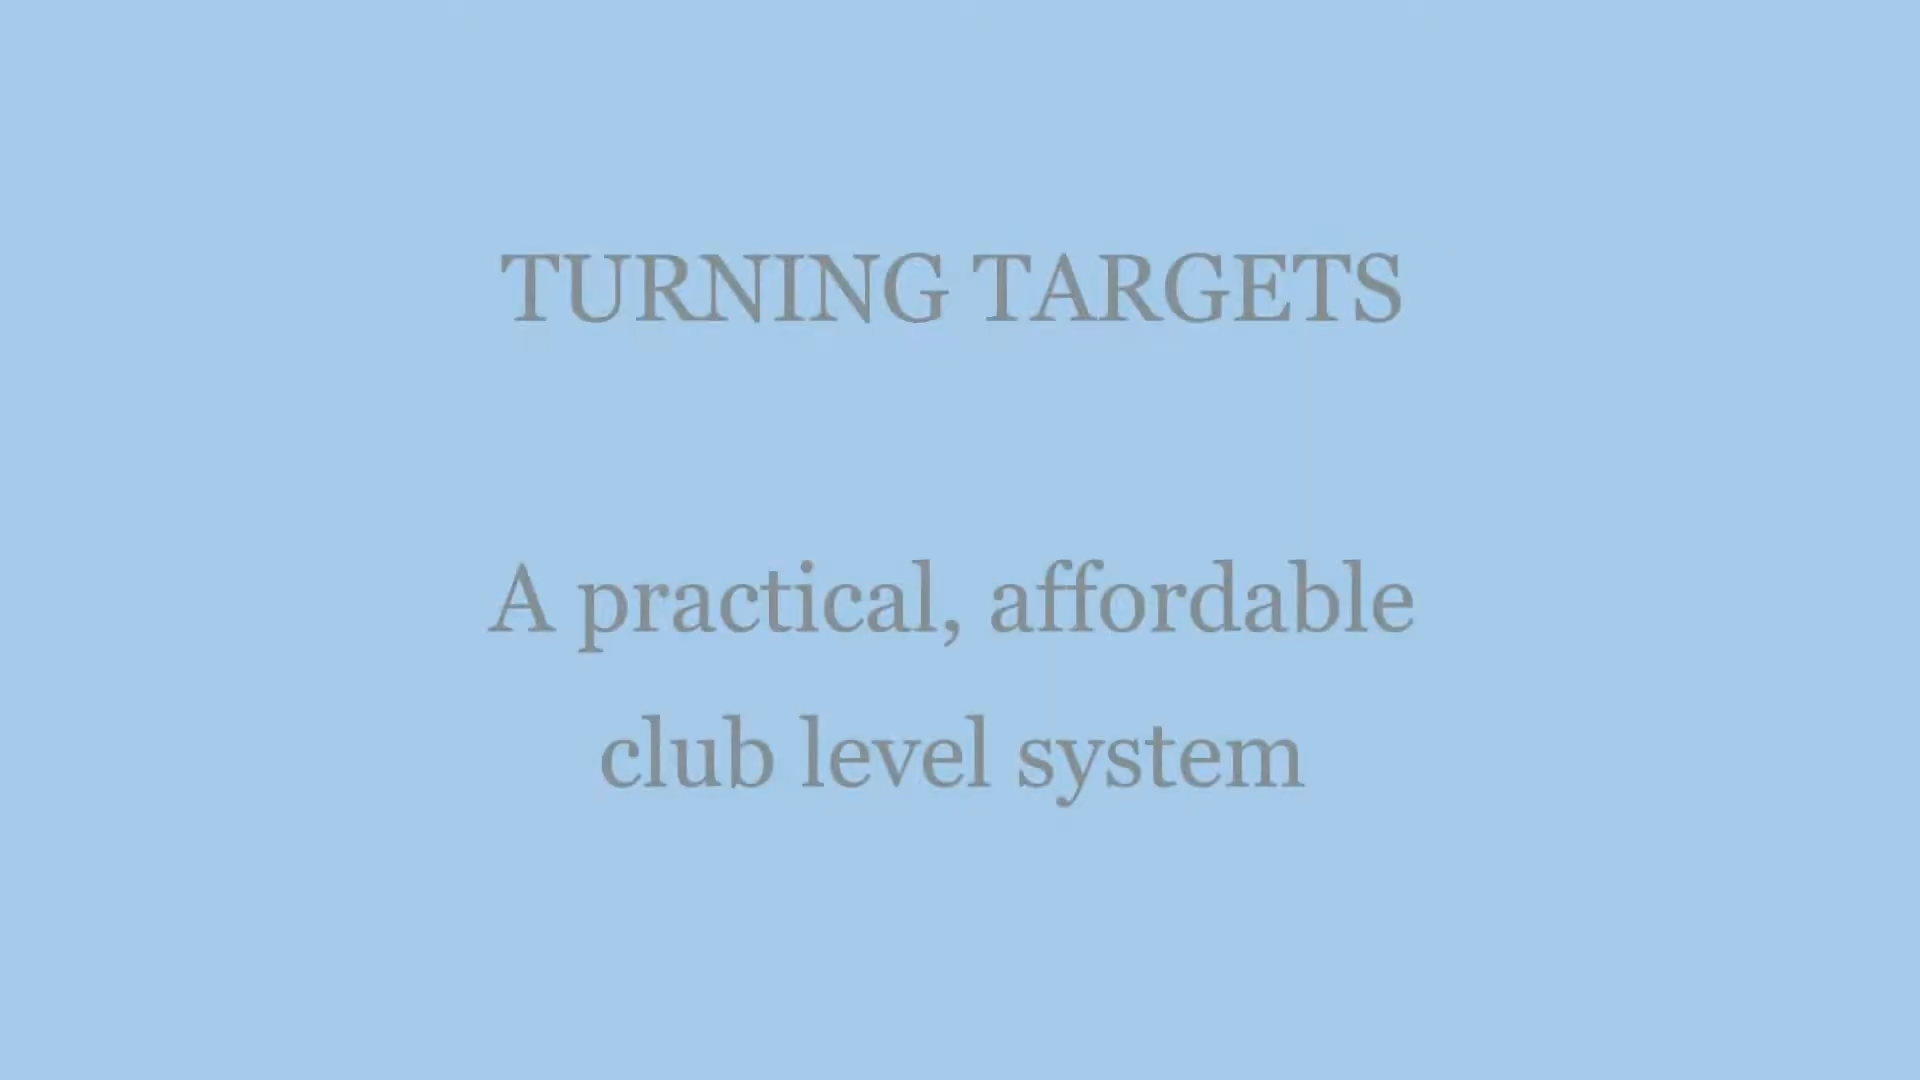 TURNING TARGETS
A practical, affordable
club level system